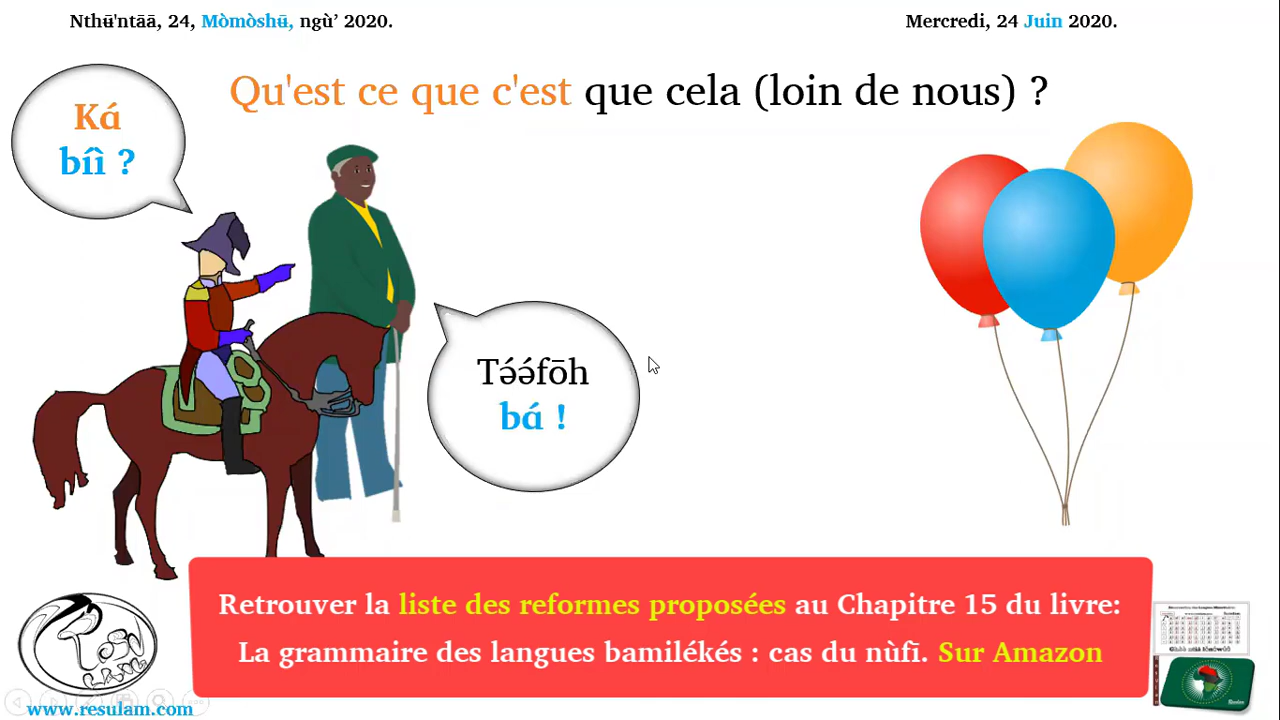 Nthʉ̄'ntāā, 24, Mòmòshʉ̄, ngù’ 2020.
Mercredi, 24 Juin 2020.
Qu'est ce que c'est que cela (loin de nous) ?
Ká
bíì ?
Tə́ə́fōh
bá !
Retrouver la liste des reformes proposées au Chapitre 15 du livre:
La grammaire des langues bamilékés : cas du nùfī. Sur Amazon
www.resulam.com